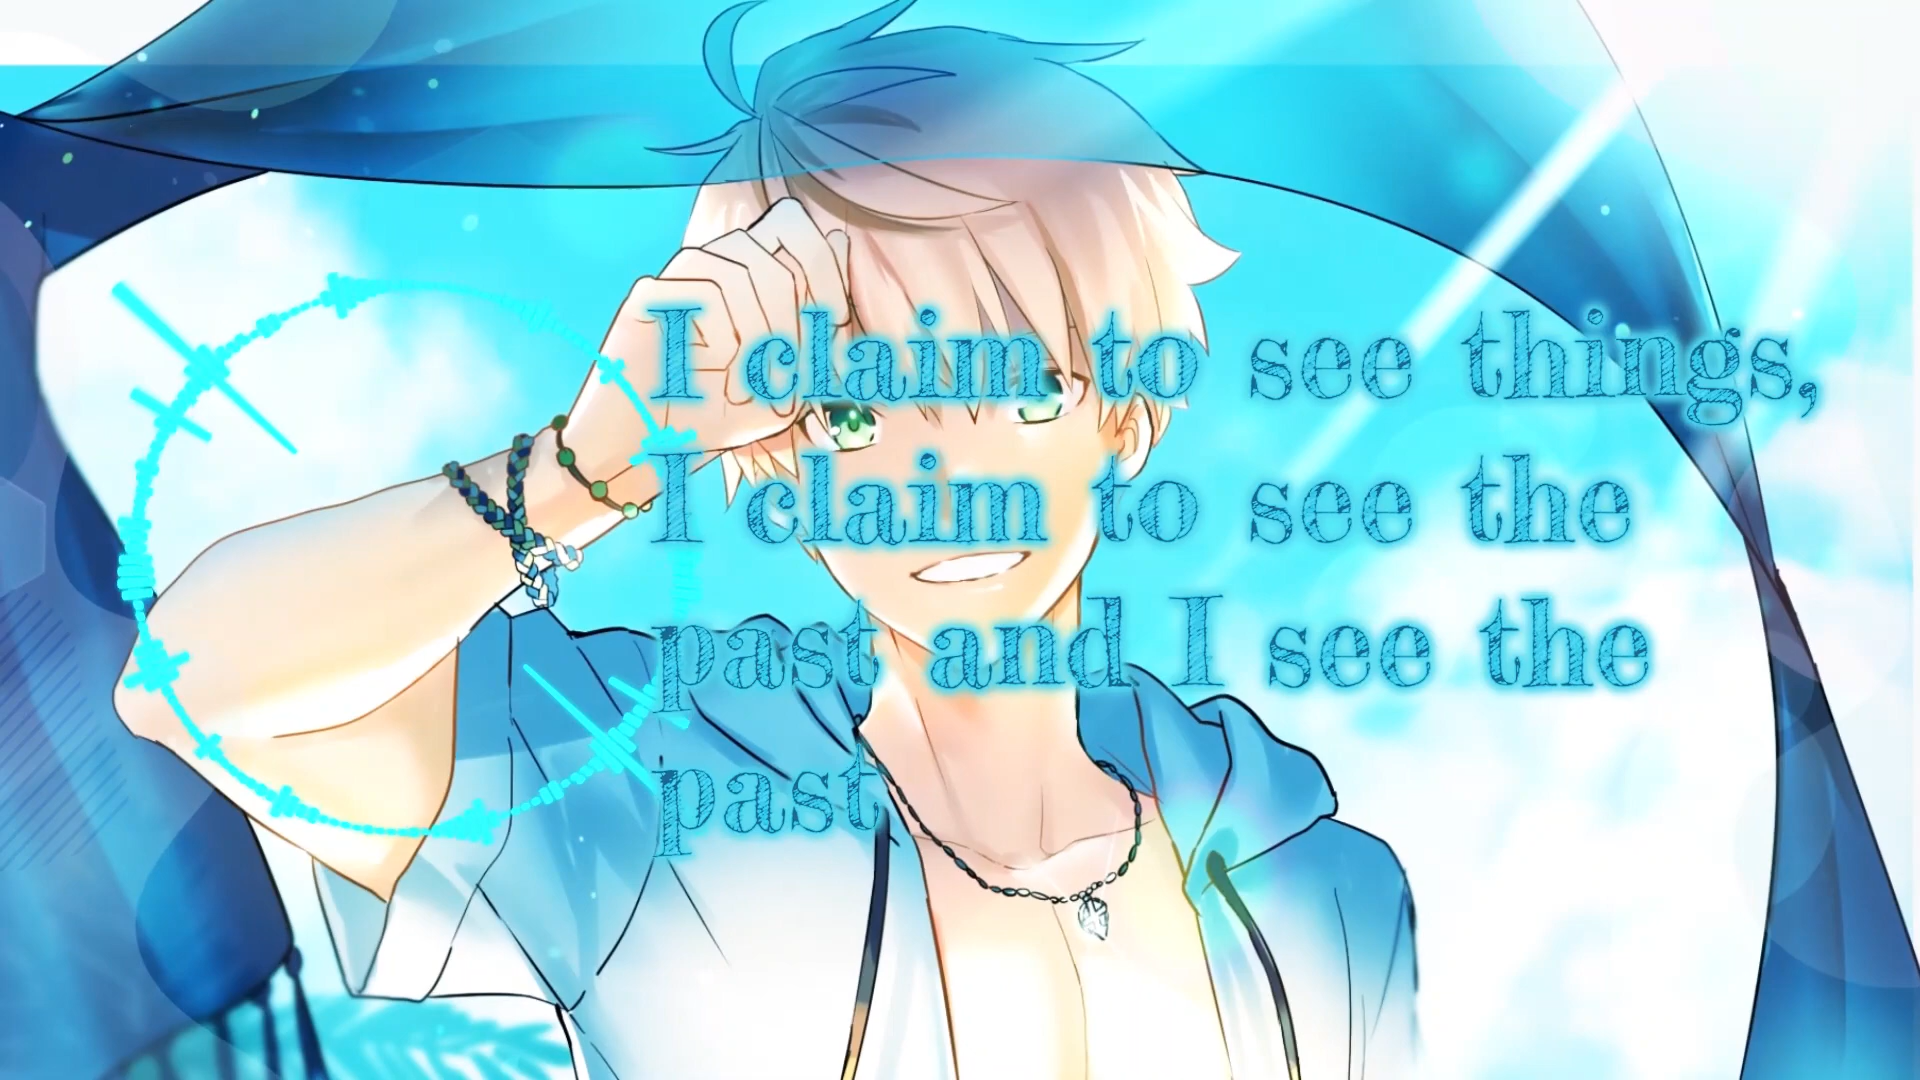 I claim to see things,
I claim to see the
past and I see the
past